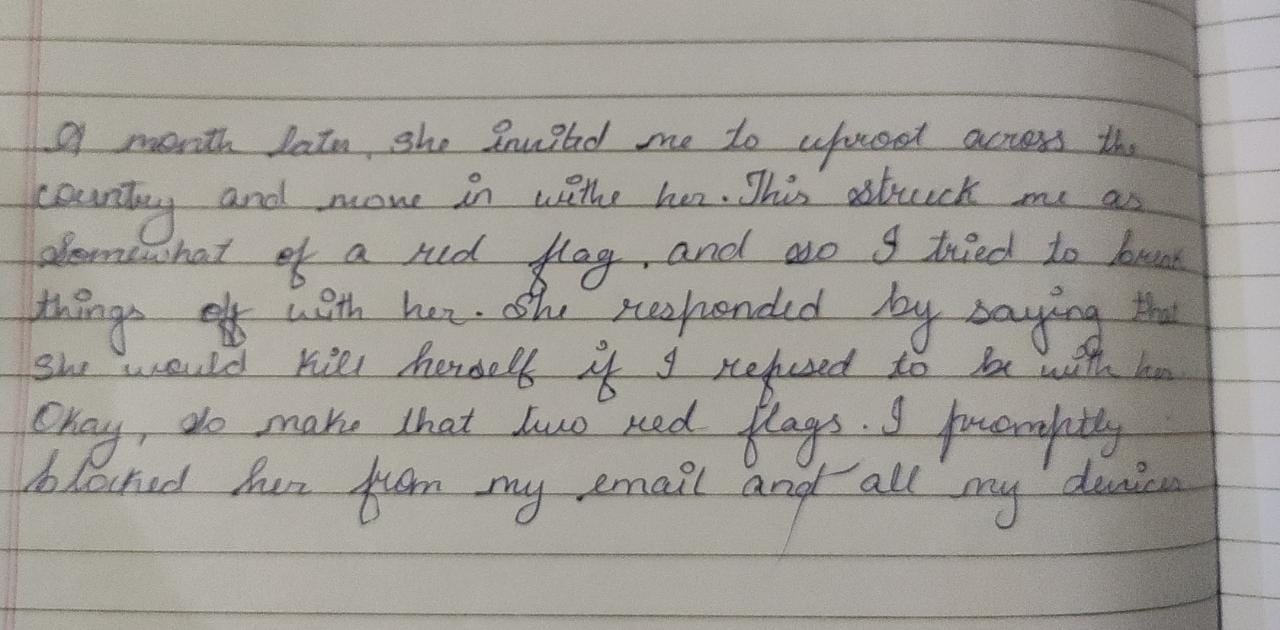 A month later, she invited me to uproot across the
country and move in withe her. This struck me as
somewhat of a red flag, and so I tried to break
things off with her. She responded by saying that
she would kill herself if I refused to be with her
Okay, so make that two red flags. I promptly
blocked her from my email and all my devices